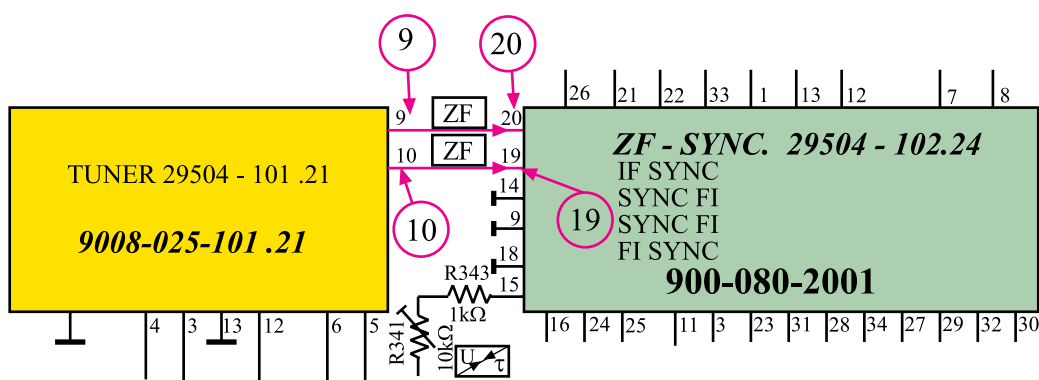 9
20
26 21 22 33 1 13 12 7 8
9 ZF 20
10 ZF 19
TUNER 29504 - 101 .21
9008-025-101 .21
10
14
9
18
15
19
ZF - SYNC. 29504 - 102.24
IF SYNC
SYNC FI
SYNC FI
FI SYNC
900-080-2001
R343
1kΩ
R341
10kΩ
U τ
4 3 13 12 6 5
16 24 25 11 3 23 31 28 34 27 29 32 30